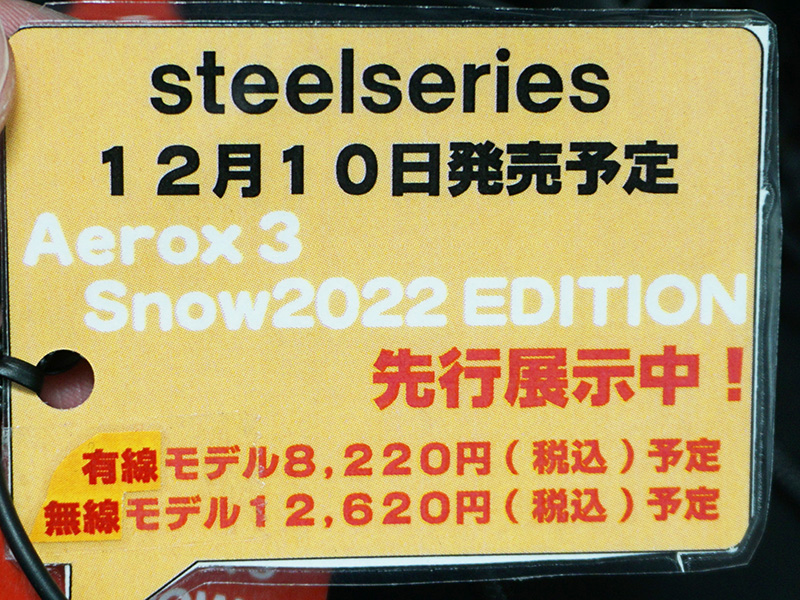 steelseries
12月10日発売予定
Aerox 3
Snow2022 EDITION
先行展示中！
有線モデル8,220円(税込)予定
無線モデル12,620円(税込)予定